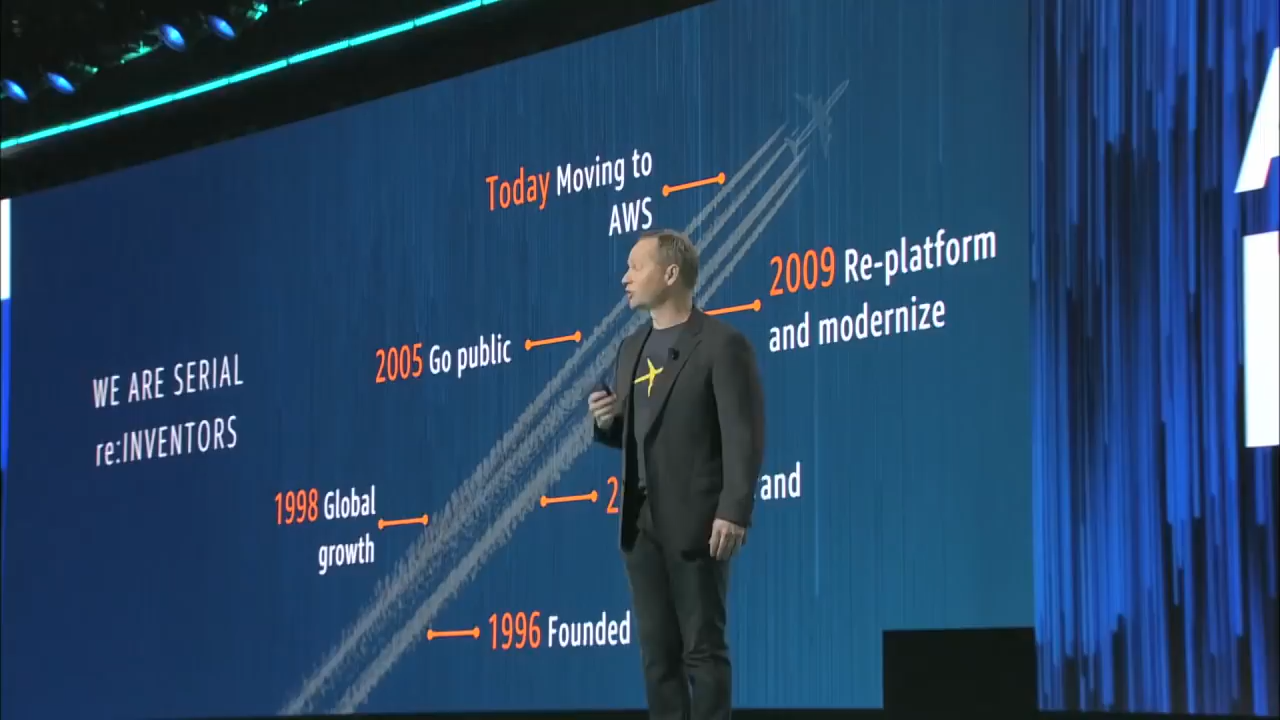 Today Moving to
AWS
2009 Re-platform
and modernize
2005 Go public
WE ARE SERIAL
re:INVENTORS
1998 Global
growth
and
1996 Founded